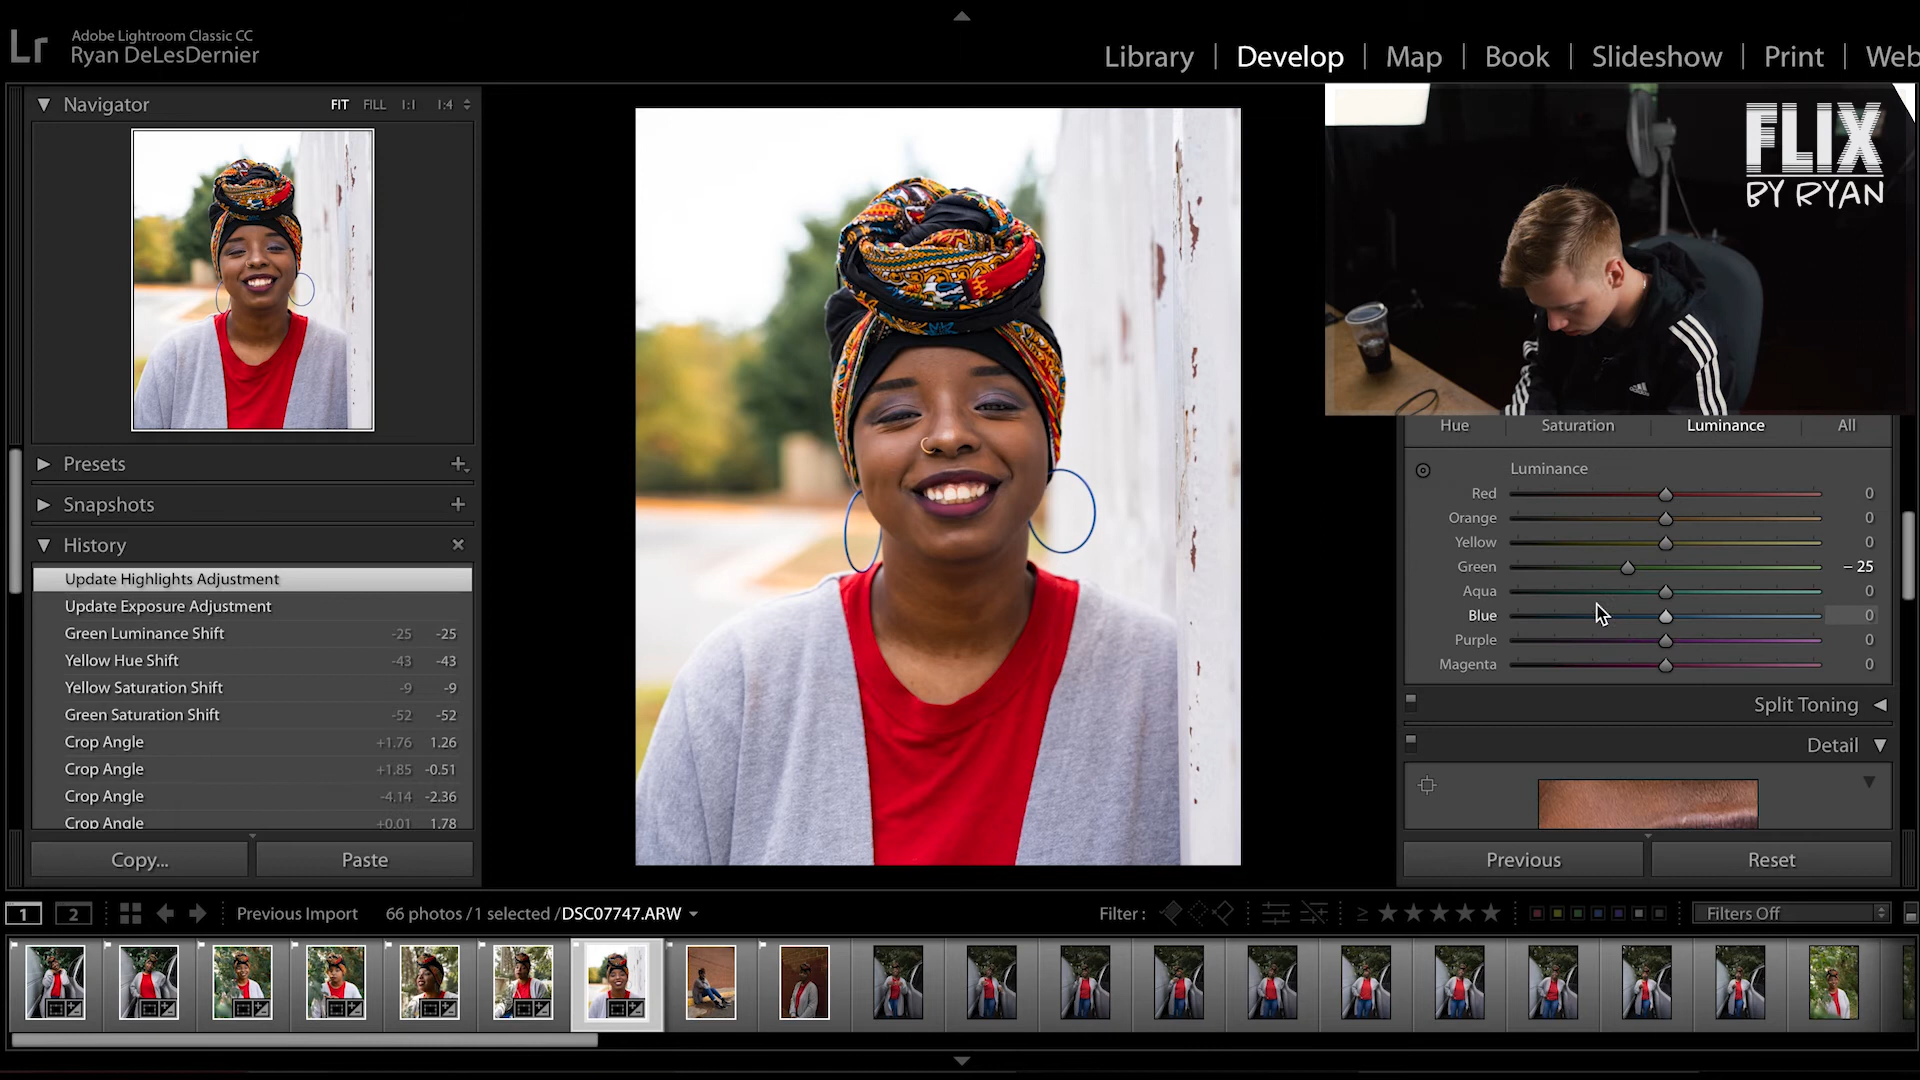 Lr
Adobe Lightroom Classic CC
Ryan DeLesDernier
Library | Develop | Map | Book | Slideshow | Print | Web
Navigator FIT FILL 1:1 1:4
FLIX
BY RYAN
Presets
Snapshots
History
Update Highlights Adjustment
Update Exposure Adjustment
Green Luminance Shift -25 -25
Yellow Hue Shift -43 -43
Yellow Saturation Shift -9 -9
Green Saturation Shift -52 -52
Crop Angle +1.76 1.26
Crop Angle +1.85 -0.51
Crop Angle -4.14 -2.36
Crop Angle +0.01 1.78
Copy... Paste
Hue Saturation Luminance All
Luminance
Red 0
Orange 0
Yellow 0
Green – 25
Aqua 0
Blue 0
Purple 0
Magenta 0
Split Toning
Detail
Previous Reset
1 2 Previous Import 66 photos / 1 selected / DSC07747.ARW Filter : ≥ ★★★★★ Filters Off